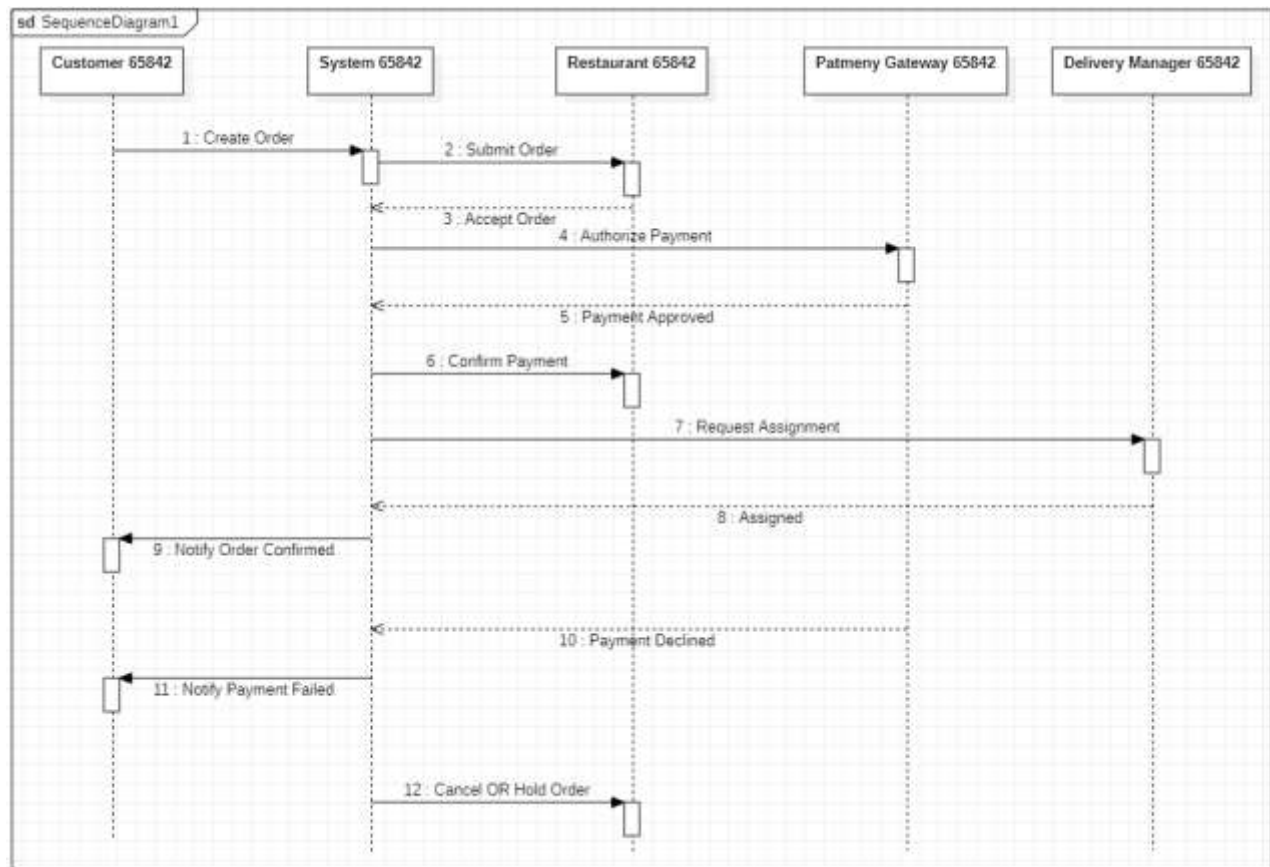 sd SequenceDiagram1
Customer 65842
System 65842
Restaurant 65842
Patmeny Gateway 65842
Delivery Manager 65842
1 : Create Order
2 : Submit Order
3 : Accept Order
4 : Authorize Payment
5 : Payment Approved
6 : Confirm Payment
7 : Request Assignment
8 : Assigned
9 : Notify Order Confirmed
10 : Payment Declined
11 : Notify Payment Failed
12 : Cancel OR Hold Order